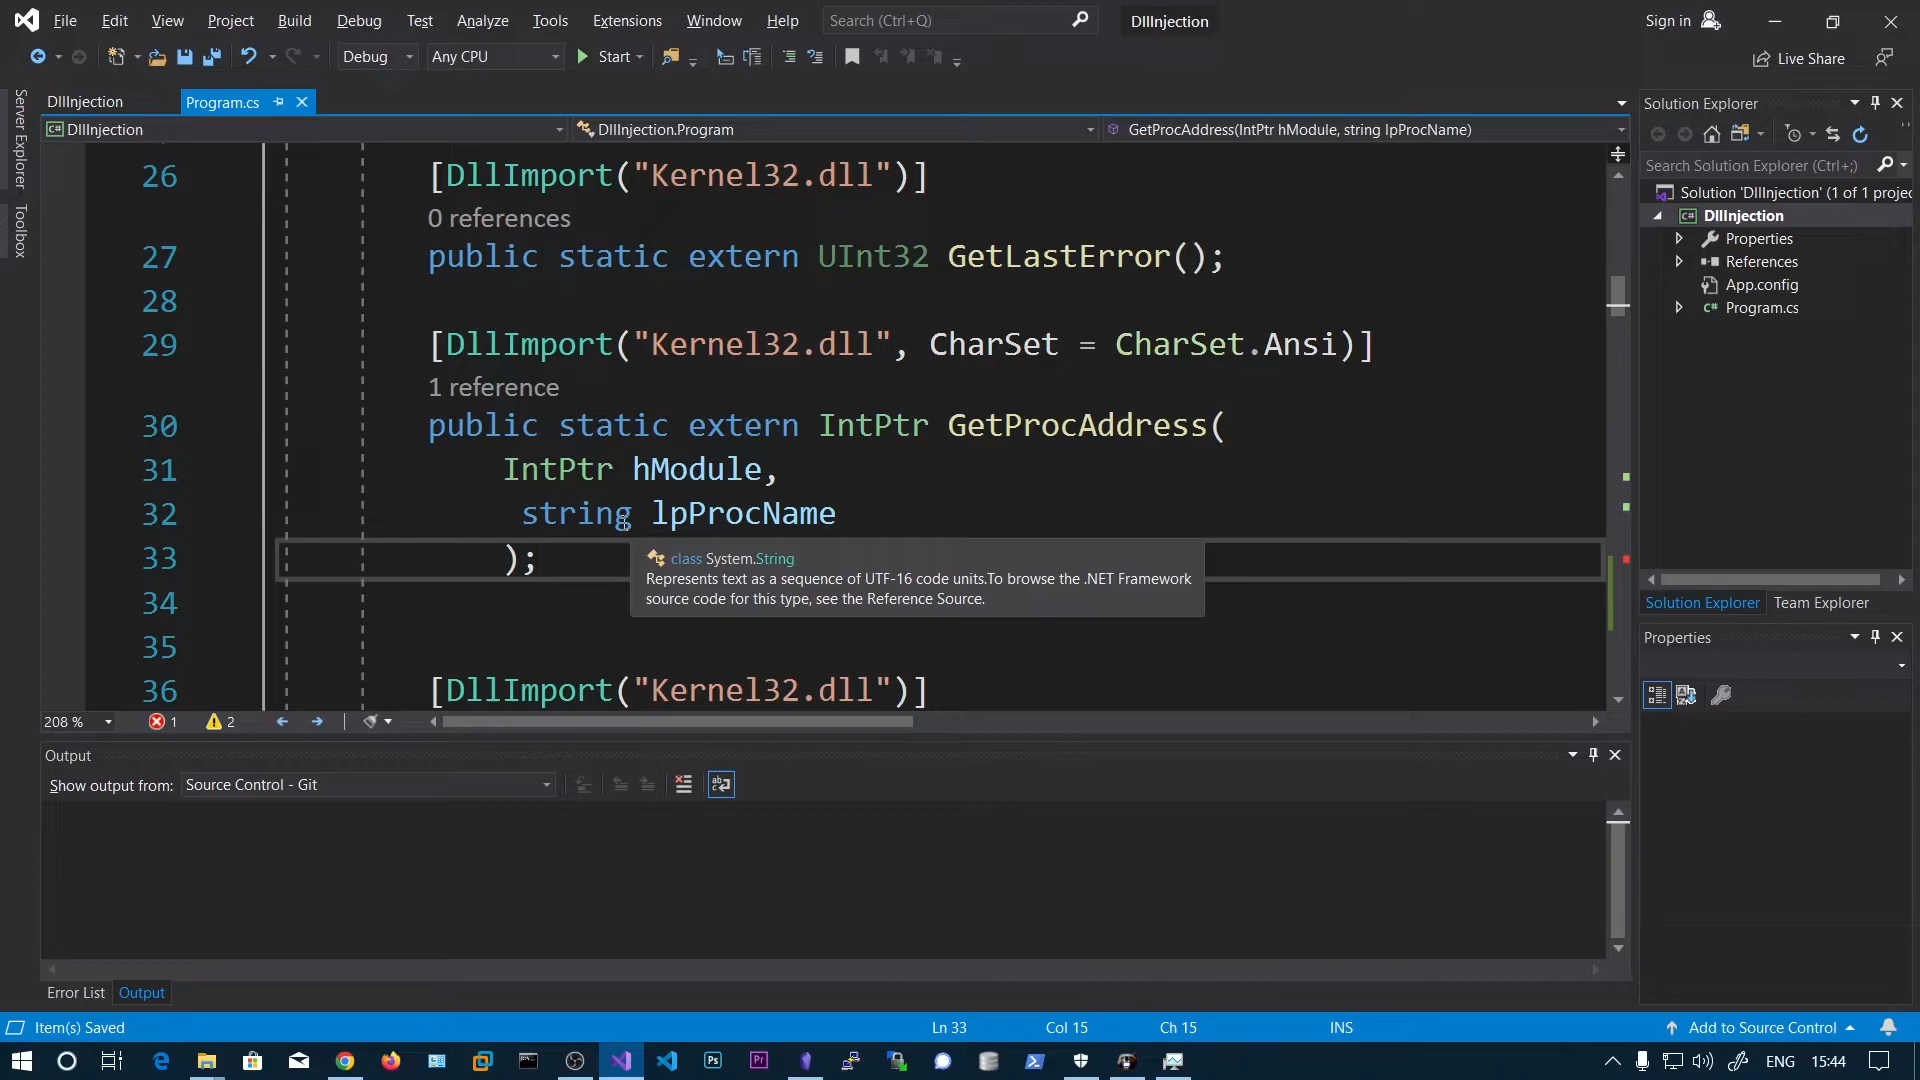 File Edit View Project Build Debug Test Analyze Tools Extensions Window Help Search (Ctrl+Q) DllInjection Sign in
Debug Any CPU Start Live Share
Server Explorer
Toolbox
DllInjection Program.cs
C# DllInjection DllInjection.Program GetProcAddress(IntPtr hModule, string lpProcName)
26 [DllImport("Kernel32.dll")]
0 references
27 public static extern UInt32 GetLastError();
28
29 [DllImport("Kernel32.dll", CharSet = CharSet.Ansi)]
1 reference
30 public static extern IntPtr GetProcAddress(
31 IntPtr hModule,
32 string lpProcName
33 );
class System.String
Represents text as a sequence of UTF-16 code units.To browse the .NET Framework
source code for this type, see the Reference Source.
34
35
36 [DllImport("Kernel32.dll")]
208 % 1 2
Output
Show output from: Source Control - Git
Error List Output
Solution Explorer
Search Solution Explorer (Ctrl+;)
Solution 'DllInjection' (1 of 1 projec
C# DllInjection
Properties
References
App.config
C# Program.cs
Solution Explorer Team Explorer
Properties
Item(s) Saved Ln 33 Col 15 Ch 15 INS Add to Source Control
Ps Pr ENG 15:44